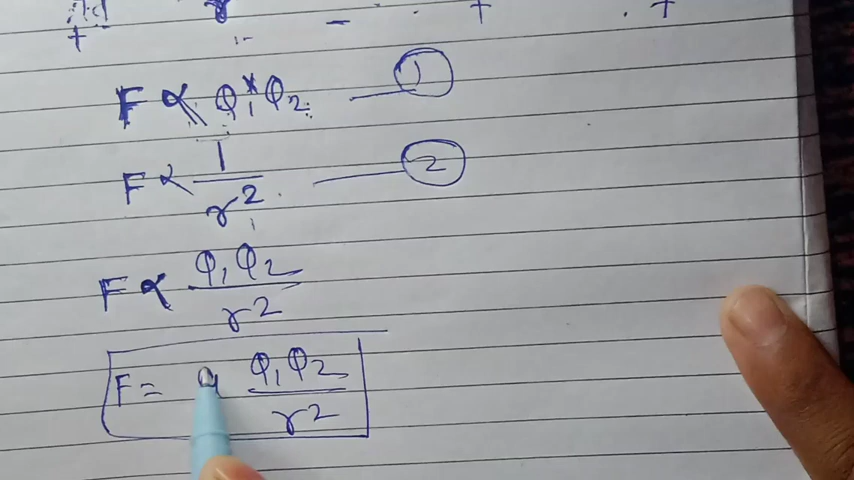 + - + +
F ∝ Q₁*Q₂ — ①
F ∝ 1/r² — ②
F ∝ Q₁Q₂/r²
F = Q₁Q₂/r²